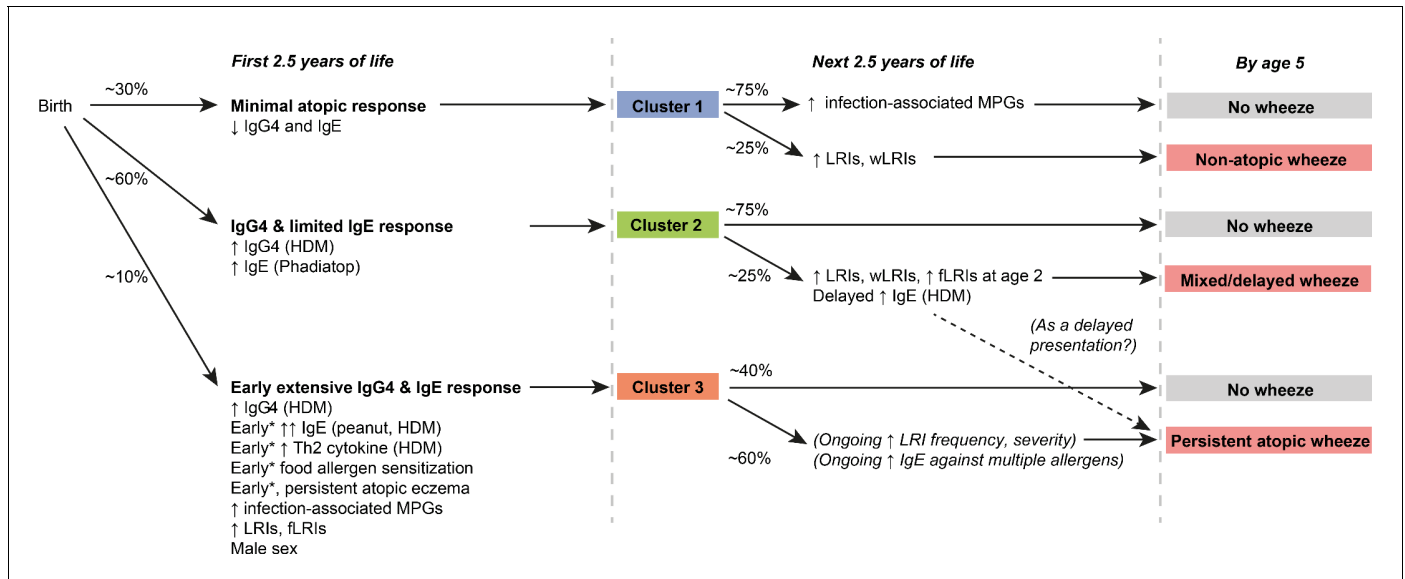 First 2.5 years of life
Next 2.5 years of life
By age 5
Birth
~30%
~60%
~10%
Minimal atopic response
↓ IgG4 and IgE
Cluster 1
~75%
↑ infection-associated MPGs
No wheeze
~25%
↑ LRIs, wLRIs
Non-atopic wheeze
IgG4 & limited IgE response
↑ IgG4 (HDM)
↑ IgE (Phadiatop)
Cluster 2
~75%
No wheeze
~25%
↑ LRIs, wLRIs, ↑ fLRIs at age 2
Delayed ↑ IgE (HDM)
Mixed/delayed wheeze
(As a delayed
presentation?)
Early extensive IgG4 & IgE response
↑ IgG4 (HDM)
Early* ↑↑ IgE (peanut, HDM)
Early* ↑ Th2 cytokine (HDM)
Early* food allergen sensitization
Early*, persistent atopic eczema
↑ infection-associated MPGs
↑ LRIs, fLRIs
Male sex
Cluster 3
~40%
No wheeze
~60%
(Ongoing ↑ LRI frequency, severity)
(Ongoing ↑ IgE against multiple allergens)
Persistent atopic wheeze